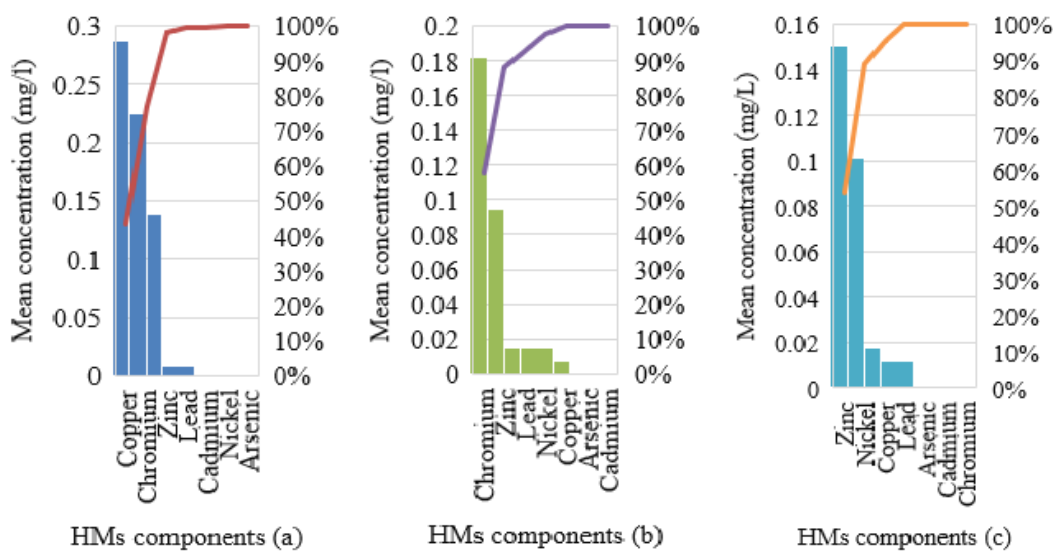 Mean concentration (mg/l)
0.3
0.25
0.2
0.15
0.1
0.05
0
100%
90%
80%
70%
60%
50%
40%
30%
20%
10%
0%
Copper
Chromium
Zinc
Lead
Cadmium
Nickel
Arsenic
HMs components (a)
Mean concentration (mg/l)
0.2
0.18
0.16
0.14
0.12
0.1
0.08
0.06
0.04
0.02
0
100%
90%
80%
70%
60%
50%
40%
30%
20%
10%
0%
Chromium
Zinc
Lead
Nickel
Copper
Arsenic
Cadmium
HMs components (b)
Mean concentration (mg/L)
0.16
0.14
0.12
0.1
0.08
0.06
0.04
0.02
0
100%
90%
80%
70%
60%
50%
40%
30%
20%
10%
0%
Zinc
Nickel
Copper
Lead
Arsenic
Cadmium
Chromium
HMs components (c)